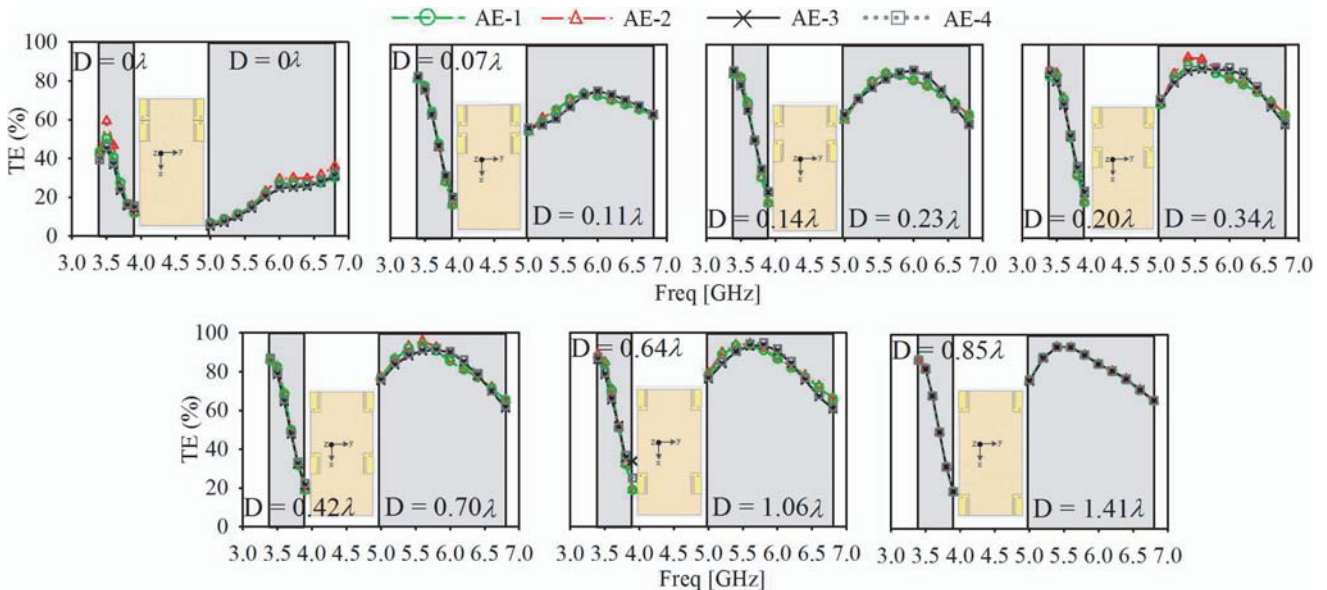 AE-1 AE-2 AE-3 AE-4
TE (%)
100
80
60
40
20
0
D = 0λ
D = 0λ
z y
x
3.0 3.5 4.0 4.5 5.0 5.5 6.0 6.5 7.0
D = 0.07λ
D = 0.11λ
z y
x
3.0 3.5 4.0 4.5 5.0 5.5 6.0 6.5 7.0
D = 0.14λ
D = 0.23λ
z y
x
3.0 3.5 4.0 4.5 5.0 5.5 6.0 6.5 7.0
D = 0.20λ
D = 0.34λ
z y
x
3.0 3.5 4.0 4.5 5.0 5.5 6.0 6.5 7.0
Freq [GHz]
TE (%)
100
80
60
40
20
0
D = 0.42λ
D = 0.70λ
z y
x
3.0 3.5 4.0 4.5 5.0 5.5 6.0 6.5 7.0
D = 0.64λ
D = 1.06λ
z y
x
3.0 3.5 4.0 4.5 5.0 5.5 6.0 6.5 7.0
D = 0.85λ
D = 1.41λ
z y
x
3.0 3.5 4.0 4.5 5.0 5.5 6.0 6.5 7.0
Freq [GHz]